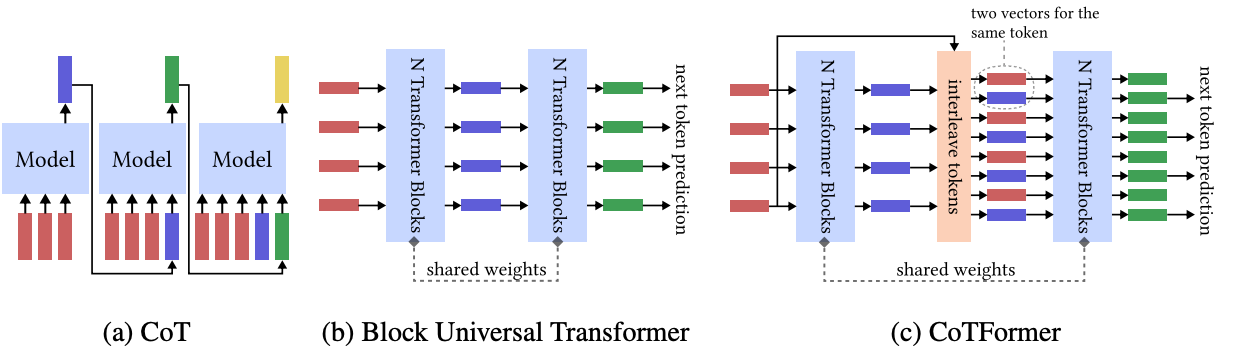 Model
Model
Model
(a) CoT
N Transformer Blocks
N Transformer Blocks
next token prediction
shared weights
(b) Block Universal Transformer
two vectors for the
same token
N Transformer Blocks
interleave tokens
N Transformer Blocks
next token prediction
shared weights
(c) CoTFormer